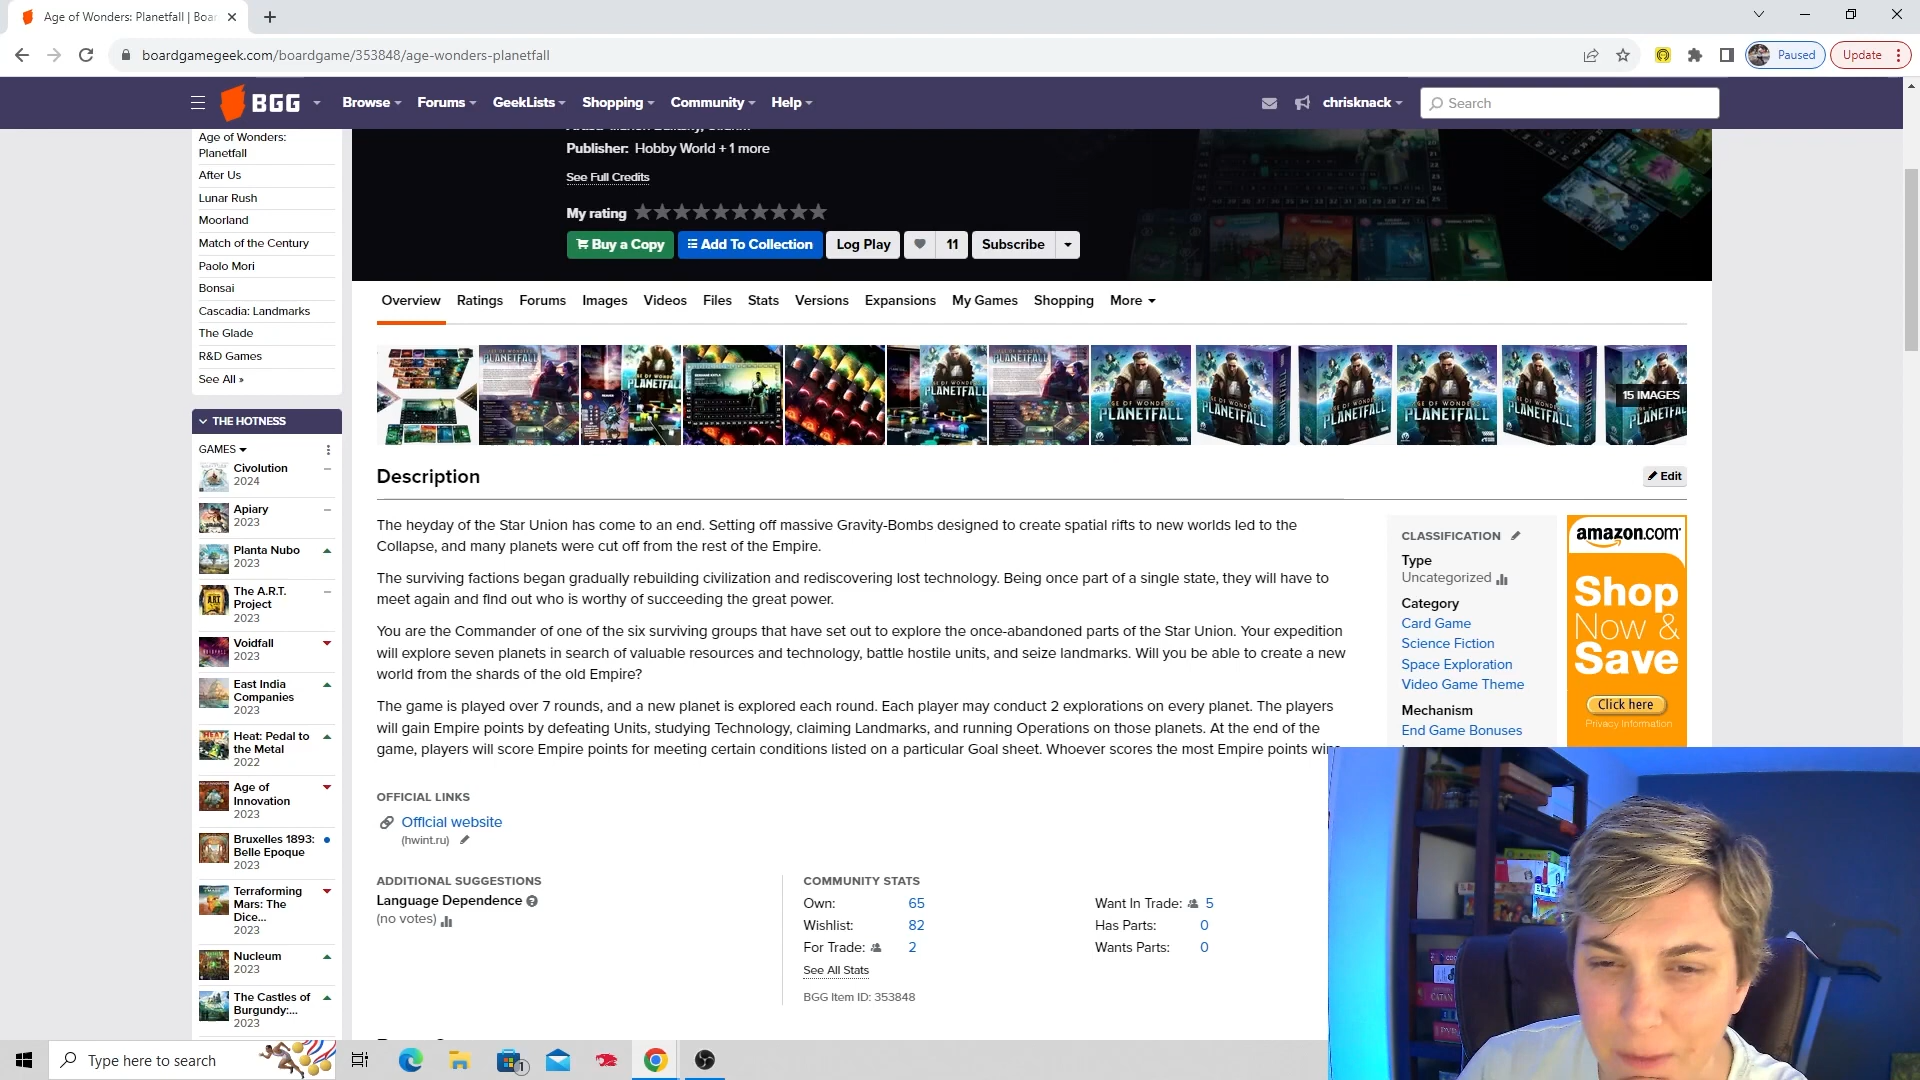 Age of Wonders: Planetfall | Boar
boardgamegeek.com/boardgame/353848/age-wonders-planetfall
Paused
Update
BGG
Browse
Forums
GeekLists
Shopping
Community
Help
chrisknack
Search
Age of Wonders:
Planetfall
After Us
Lunar Rush
Moorland
Match of the Century
Paolo Mori
Bonsai
Cascadia: Landmarks
The Glade
R&D Games
See All »
THE HOTNESS
GAMES
Civolution
2024
Apiary
2023
Planta Nubo
2023
The A.R.T.
Project
2023
Voidfall
2023
East India
Companies
2023
Heat: Pedal to
the Metal
2022
Age of
Innovation
2023
Bruxelles 1893:
Belle Epoque
2023
Terraforming
Mars: The
Dice...
2023
Nucleum
2023
The Castles of
Burgundy:...
2023
Publisher: Hobby World + 1 more
See Full Credits
My rating
Buy a Copy
Add To Collection
Log Play
11
Subscribe
Overview
Ratings
Forums
Images
Videos
Files
Stats
Versions
Expansions
My Games
Shopping
More
PLANETFALL
15 IMAGES
Description
Edit
The heyday of the Star Union has come to an end. Setting off massive Gravity-Bombs designed to create spatial rifts to new worlds led to the
Collapse, and many planets were cut off from the rest of the Empire.
The surviving factions began gradually rebuilding civilization and rediscovering lost technology. Being once part of a single state, they will have to
meet again and find out who is worthy of succeeding the great power.
You are the Commander of one of the six surviving groups that have set out to explore the once-abandoned parts of the Star Union. Your expedition
will explore seven planets in search of valuable resources and technology, battle hostile units, and seize landmarks. Will you be able to create a new
world from the shards of the old Empire?
The game is played over 7 rounds, and a new planet is explored each round. Each player may conduct 2 explorations on every planet. The players
will gain Empire points by defeating Units, studying Technology, claiming Landmarks, and running Operations on those planets. At the end of the
game, players will score Empire points for meeting certain conditions listed on a particular Goal sheet. Whoever scores the most Empire points
CLASSIFICATION
Type
Uncategorized
Category
Card Game
Science Fiction
Space Exploration
Video Game Theme
Mechanism
End Game Bonuses
amazon.com
Shop
Now &
Save
Click here
Privacy Information
OFFICIAL LINKS
Official website
(hwint.ru)
ADDITIONAL SUGGESTIONS
Language Dependence
(no votes)
COMMUNITY STATS
Own: 65
Wishlist: 82
For Trade: 2
Want In Trade: 5
Has Parts: 0
Wants Parts: 0
See All Stats
BGG Item ID: 353848
CATAN
Type here to search
1